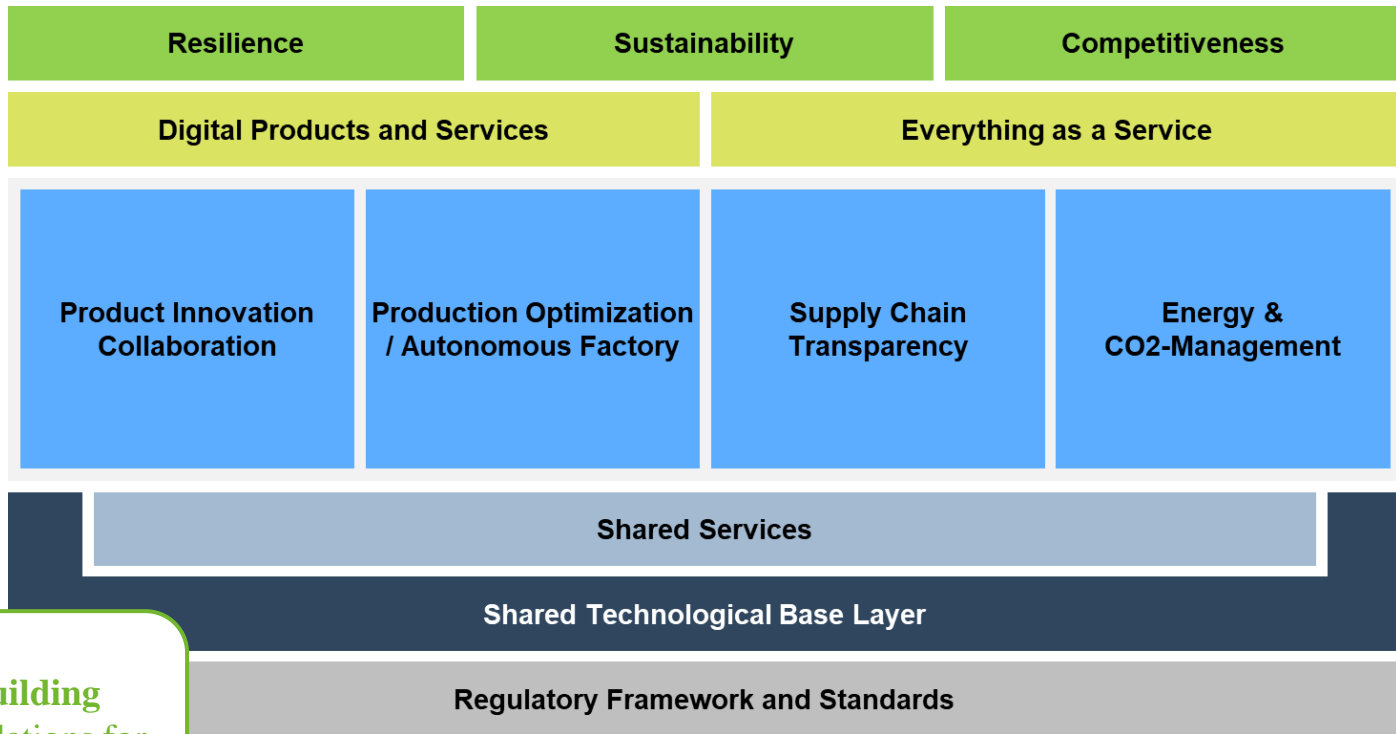 Resilience
Sustainability
Competitiveness
Digital Products and Services
Everything as a Service
Product Innovation
Collaboration
Production Optimization
/ Autonomous Factory
Supply Chain
Transparency
Energy &
CO2-Management
Shared Services
Shared Technological Base Layer
Regulatory Framework and Standards
for